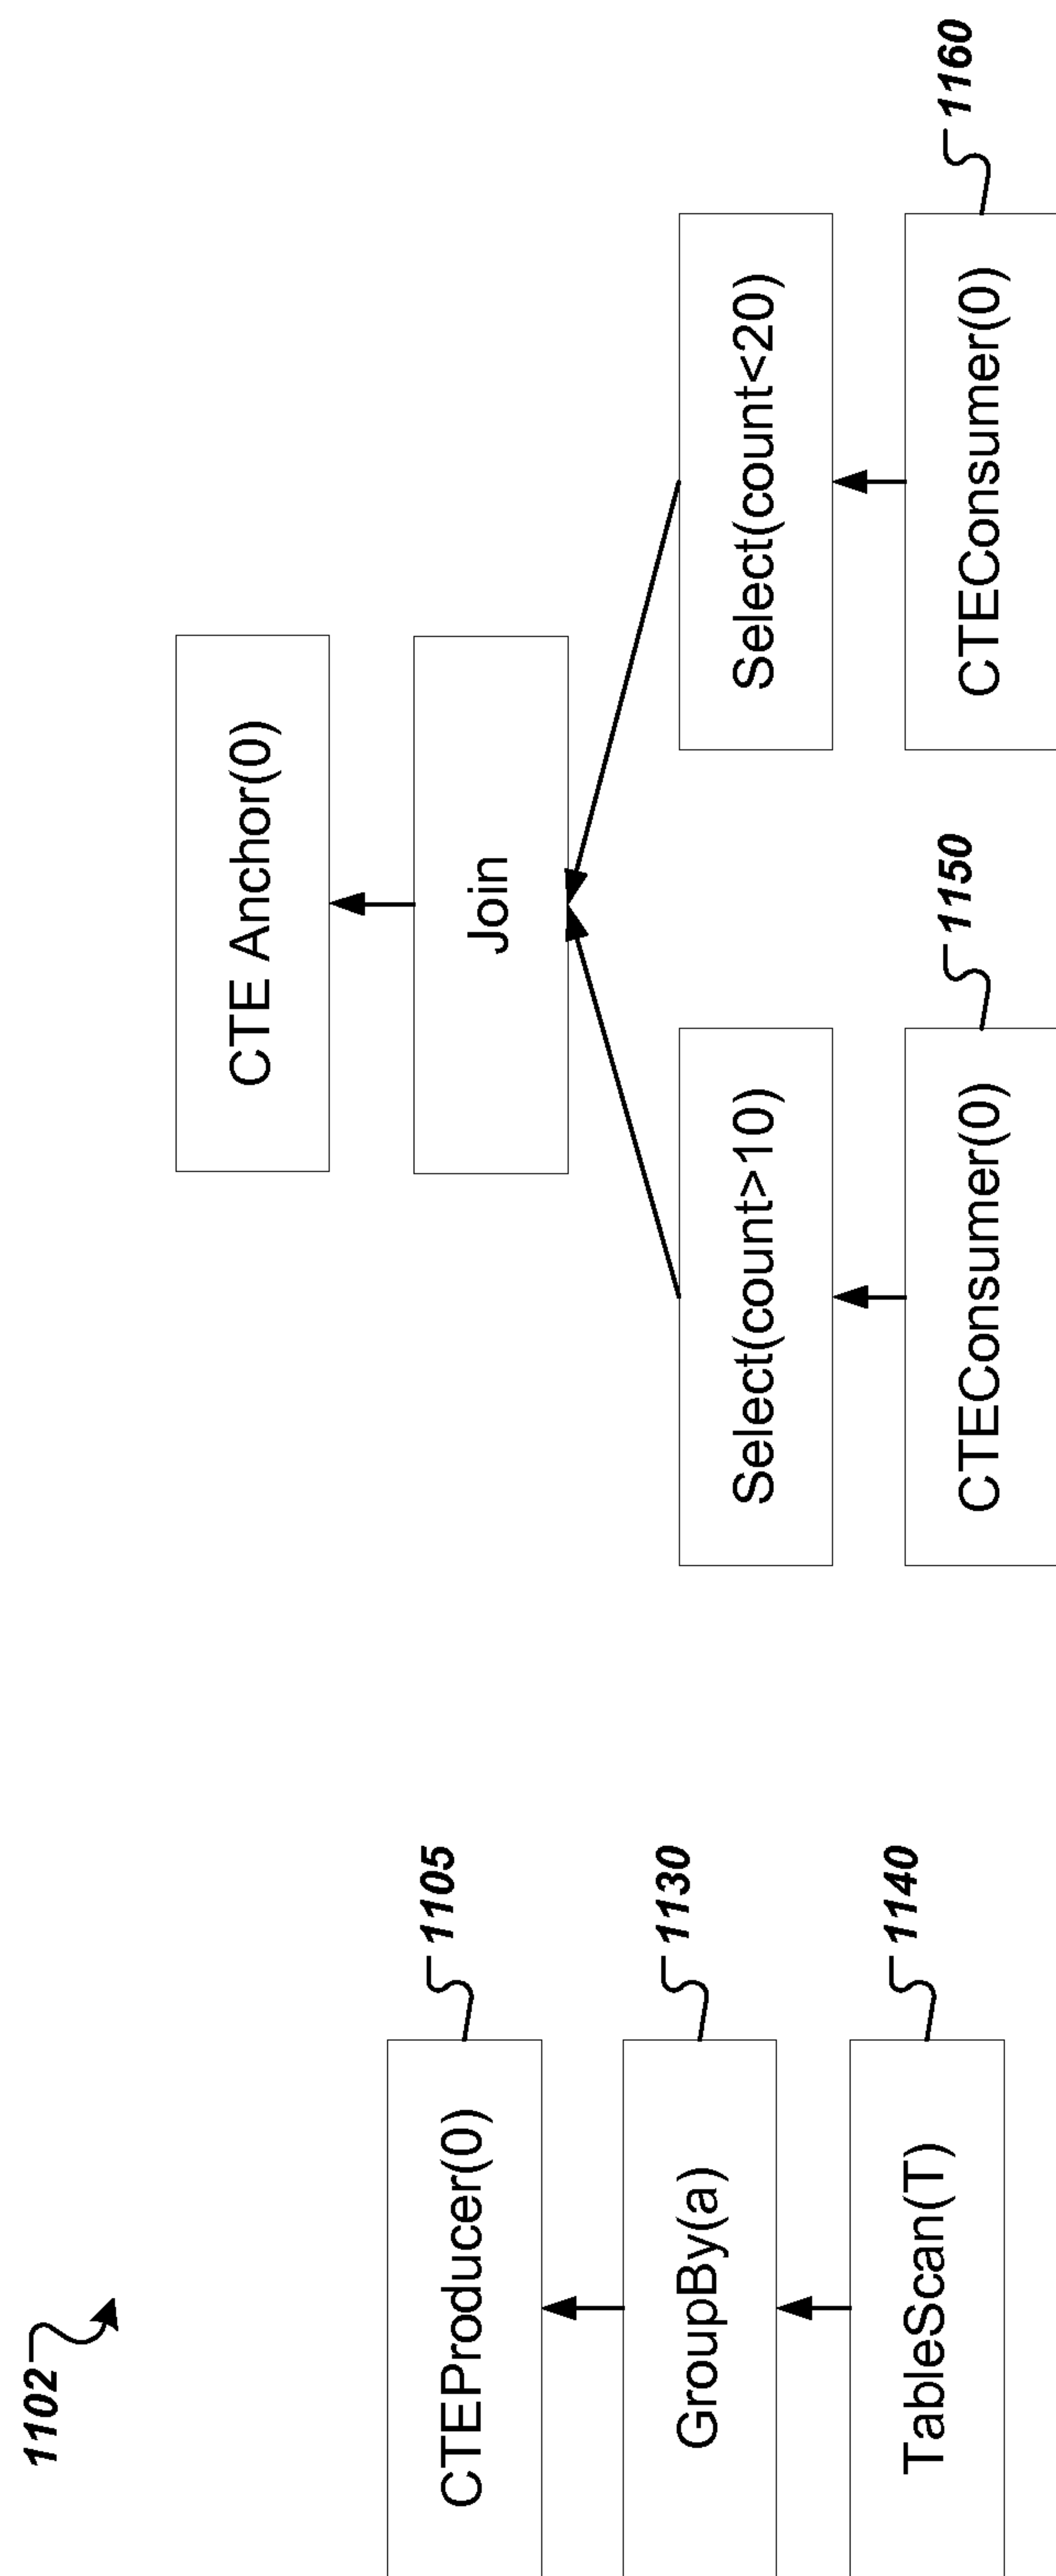 1102
CTEProducer(0)
1105
GroupBy(a)
1130
TableScan(T)
1140
CTE Anchor(0)
Join
Select(count>10)
Select(count<20)
CTEConsumer(0)
1150
CTEConsumer(0)
1160